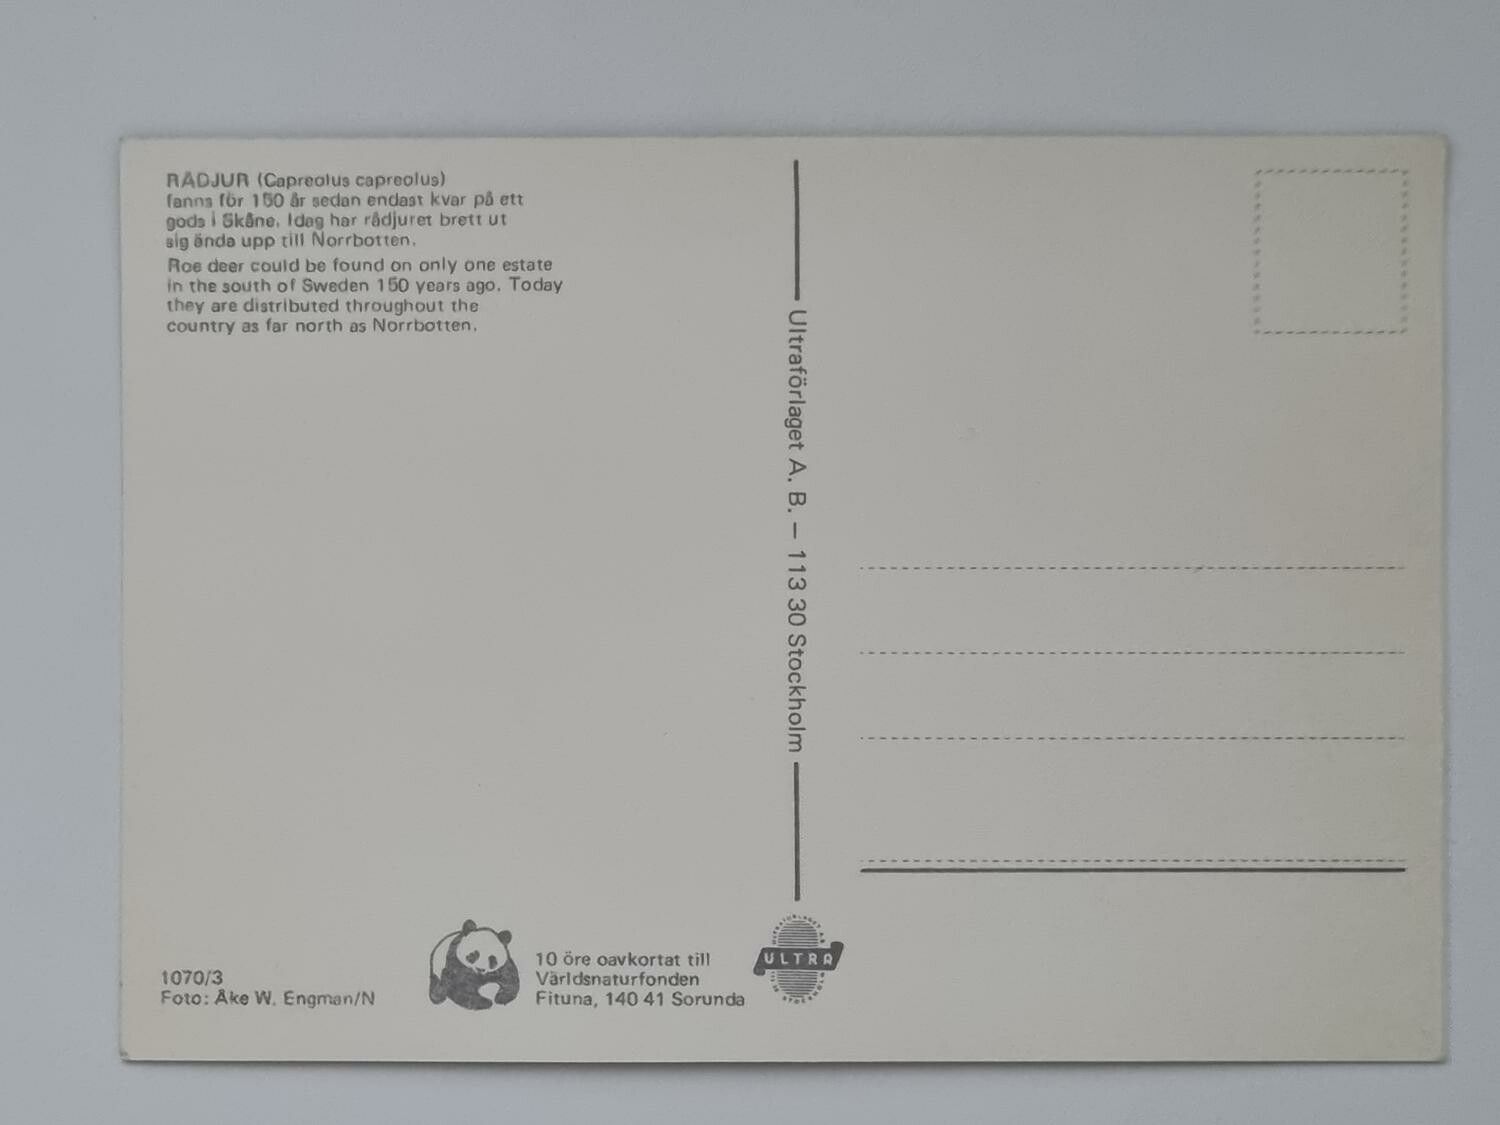 RÅDJUR (Capreolus capreolus)
fanns för 150 år sedan endast kvar på ett
gods i Skåne. Idag har rådjuret brett ut
sig ända upp till Norrbotten.
Roe deer could be found on only one estate
in the south of Sweden 150 years ago. Today
they are distributed throughout the
country as far north as Norrbotten.
Ultraförlaget A. B. — 113 30 Stockholm
1070/3
Foto: Åke W. Engman/N
10 öre oavkortat till
Världsnaturfonden
Fituna, 140 41 Sorunda
ULTRA